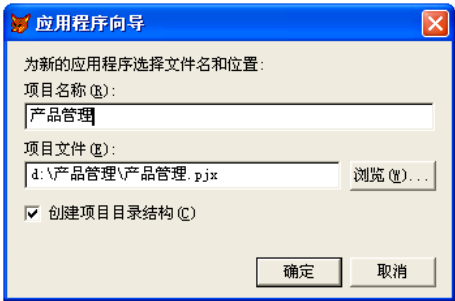 应用程序向导
为新的应用程序选择文件名和位置:
项目名称(R):
产品管理
项目文件(E):
d:\产品管理\产品管理.pjx
浏览(W)...
创建项目目录结构(C)
确定
取消